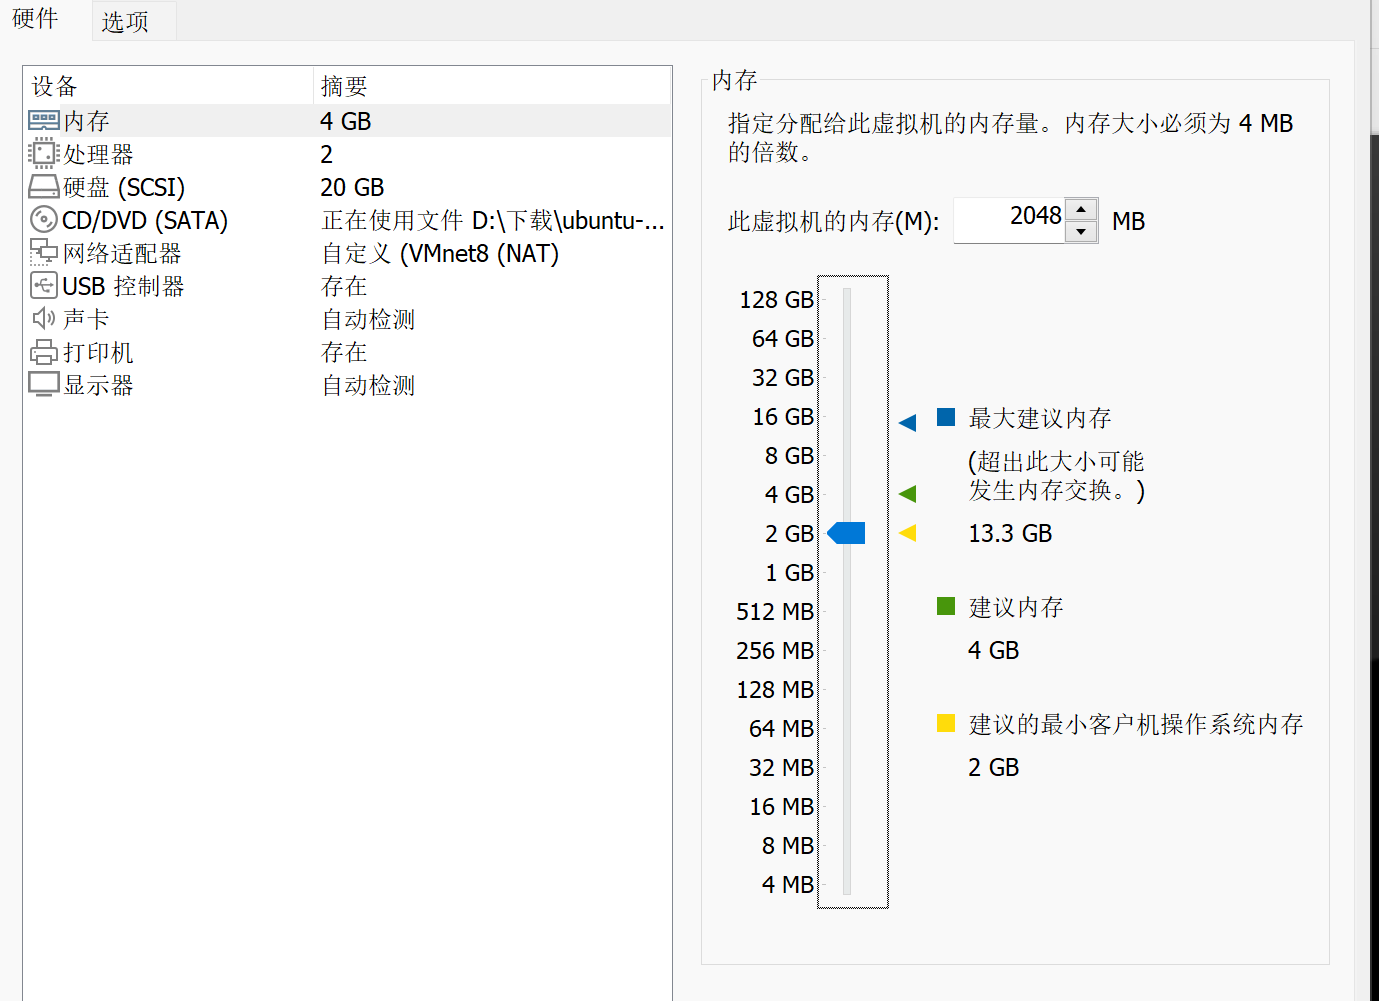 硬件
选项
设备 摘要
内存 4 GB
处理器 2
硬盘 (SCSI) 20 GB
CD/DVD (SATA) 正在使用文件 D:\下载\ubuntu-...
网络适配器 自定义 (VMnet8 (NAT)
USB 控制器 存在
声卡 自动检测
打印机 存在
显示器 自动检测
内存
指定分配给此虚拟机的内存量。内存大小必须为 4 MB
的倍数。
此虚拟机的内存(M): 2048 MB
128 GB
64 GB
32 GB
16 GB
8 GB
4 GB
2 GB
1 GB
512 MB
256 MB
128 MB
64 MB
32 MB
16 MB
8 MB
4 MB
最大建议内存
(超出此大小可能
发生内存交换。)
13.3 GB
建议内存
4 GB
建议的最小客户机操作系统内存
2 GB